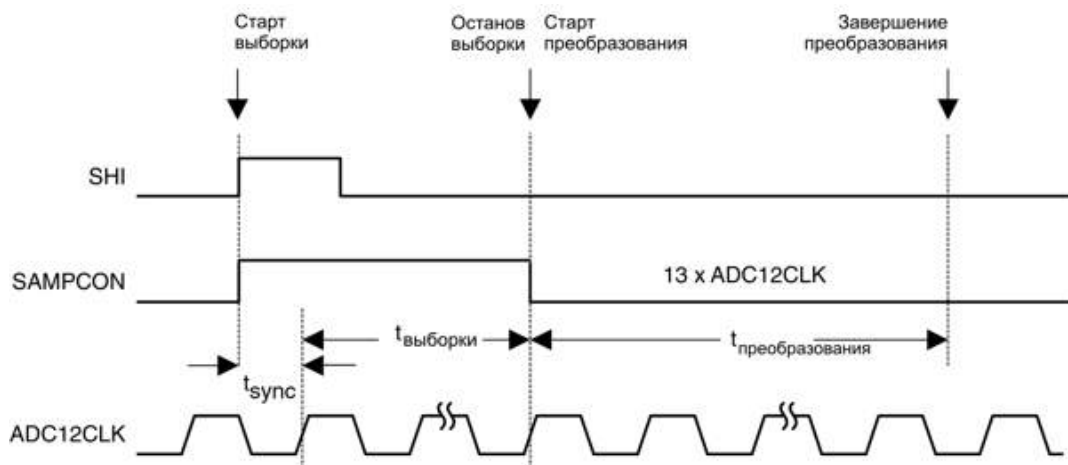 Старт
выборки
Останов
выборки
Старт
преобразования
Завершение
преобразования
SHI
SAMPCON
13 x ADC12CLK
tвыборки
tпреобразования
tsync
ADC12CLK